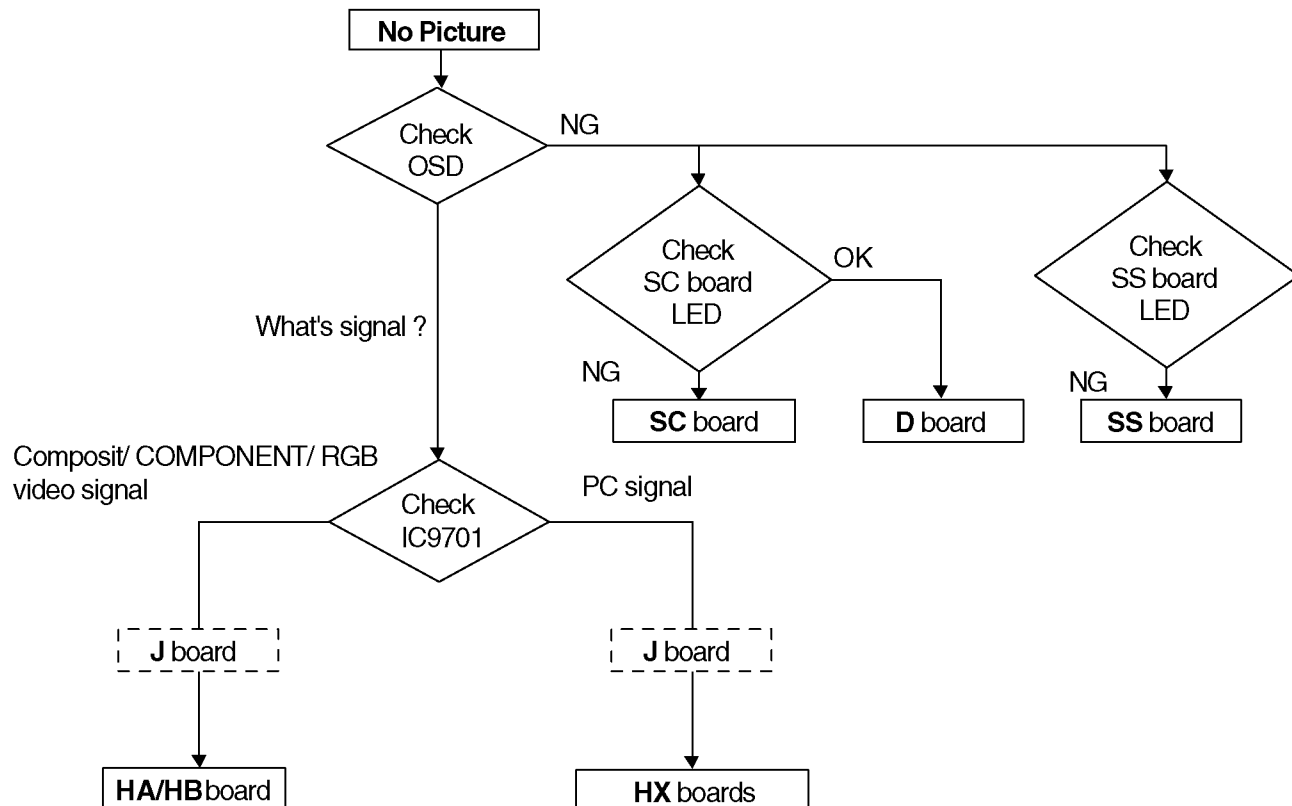 No Picture
Check
OSD
NG
Check
SC board
LED
OK
Check
SS board
LED
What's signal ?
NG
NG
SC board
D board
SS board
Composit/ COMPONENT/ RGB
video signal
Check
IC9701
PC signal
J board
J board
HA/HB board
HX boards